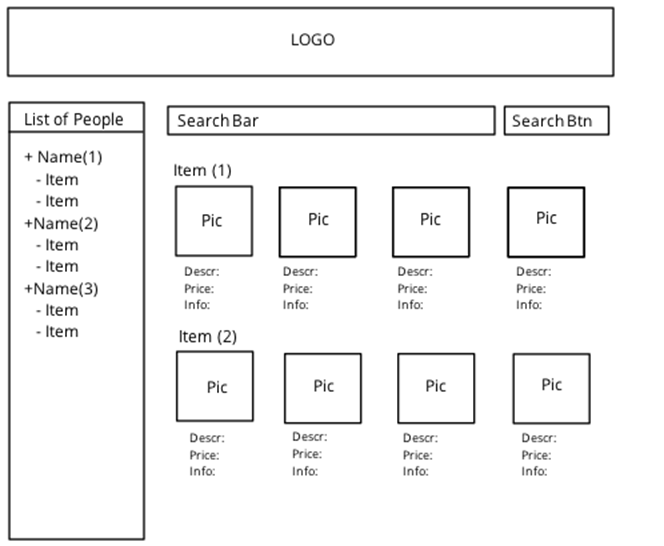 LOGO
List of People
+ Name(1)
- Item
- Item
+Name(2)
- Item
- Item
+Name(3)
- Item
- Item
Search Bar
Search Btn
Item (1)
Pic
Pic
Pic
Pic
Descr:
Price:
Info:
Descr:
Price:
Info:
Descr:
Price:
Info:
Descr:
Price:
Info:
Item (2)
Pic
Pic
Pic
Pic
Descr:
Price:
Info:
Descr:
Price:
Info:
Descr:
Price:
Info:
Descr:
Price:
Info: